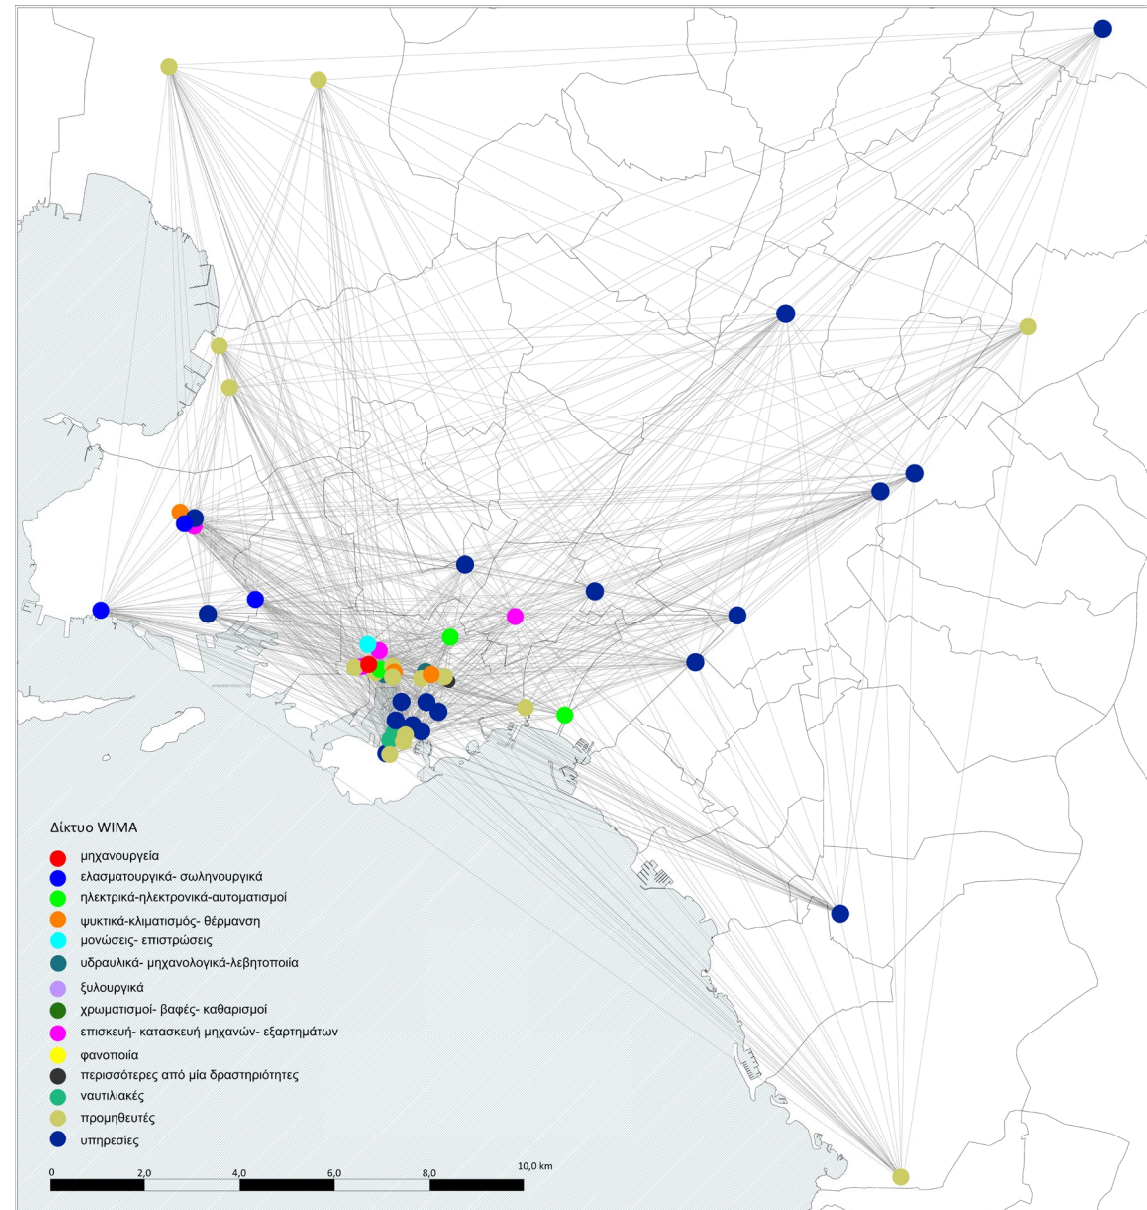 Δίκτυο WIMA
μηχανουργεία
ελασματουργικά- σωληνουργικά
ηλεκτρικά-ηλεκτρονικά-αυτοματισμοί
ψυκτικά-κλιματισμός- θέρμανση
μονώσεις- επιστρώσεις
υδραυλικά- μηχανολογικά-λεβητοποιία
ξυλουργικά
χρωματισμοί- βαφές- καθαρισμοί
επισκευή- κατασκευή μηχανών- εξαρτημάτων
φανοποιία
περισσότερες από μία δραστηριότητες
ναυτιλιακές
προμηθευτές
υπηρεσίες
0 2,0 4,0 6,0 8,0 10,0 km